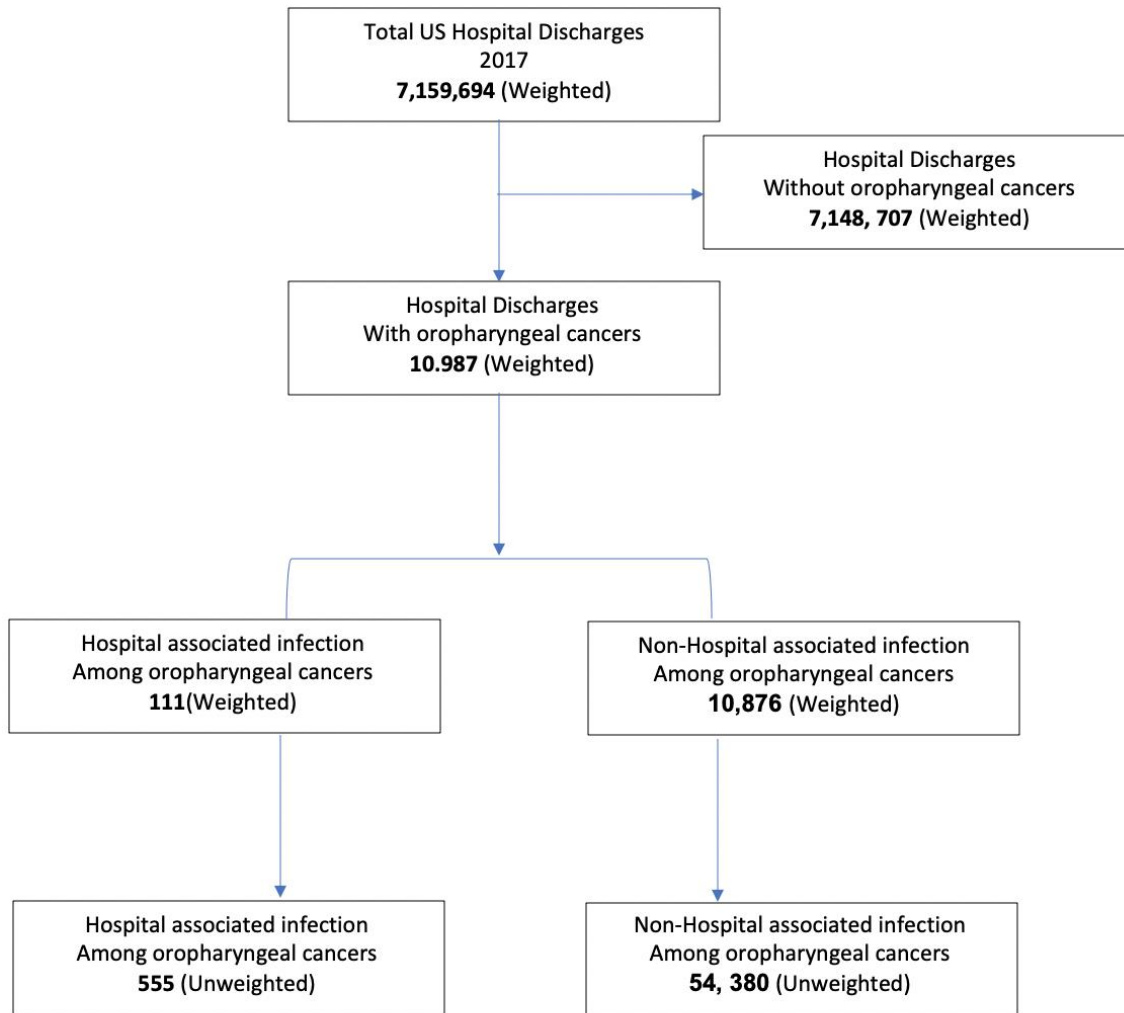 Total US Hospital Discharges
2017
7,159,694 (Weighted)
Hospital Discharges
Without oropharyngeal cancers
7,148, 707 (Weighted)
Hospital Discharges
With oropharyngeal cancers
10.987 (Weighted)
Hospital associated infection
Among oropharyngeal cancers
111(Weighted)
Non-Hospital associated infection
Among oropharyngeal cancers
10,876 (Weighted)
Hospital associated infection
Among oropharyngeal cancers
555 (Unweighted)
Non-Hospital associated infection
Among oropharyngeal cancers
54, 380 (Unweighted)